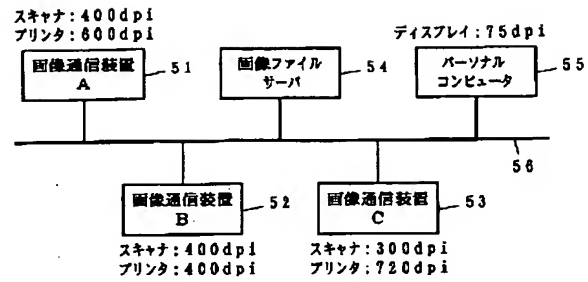 スキャナ:400dpi
プリンタ:600dpi
画像通信装置
A
51
画像ファイル
サーバ
54
ディスプレイ:75dpi
パーソナル
コンピュータ
55
56
画像通信装置
B
52
スキャナ:400dpi
プリンタ:400dpi
画像通信装置
C
53
スキャナ:300dpi
プリンタ:720dpi